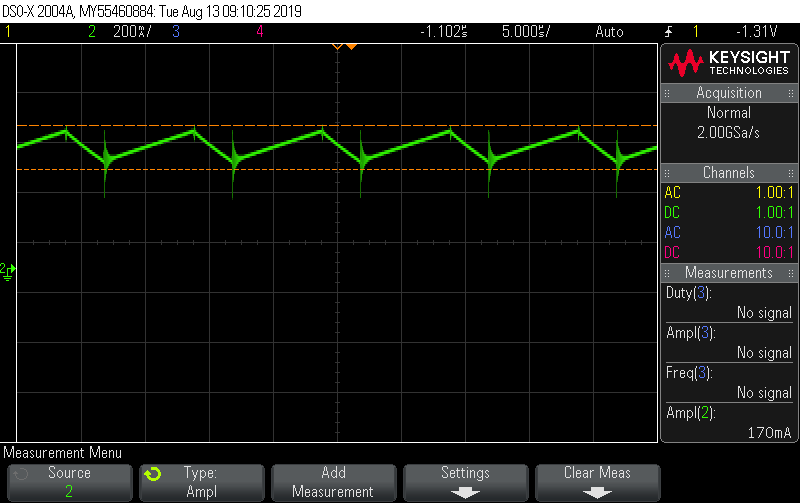 DSO-X 2004A, MY55460884: Tue Aug 13 09:10:25 2019
1 2 200㏟/ 3 4 -1.102s 5.000s/ Auto 1 -1.31V
KEYSIGHT
TECHNOLOGIES
Acquisition
Normal
2.00GSa/s
Channels
AC 1.00:1
DC 1.00:1
AC 10.0:1
DC 10.0:1
Measurements
Duty(3):
No signal
Ampl(3):
No signal
Freq(3):
No signal
Ampl(2):
170mA
2
Measurement Menu
Source
2
Type:
Ampl
Add
Measurement
Settings
Clear Meas